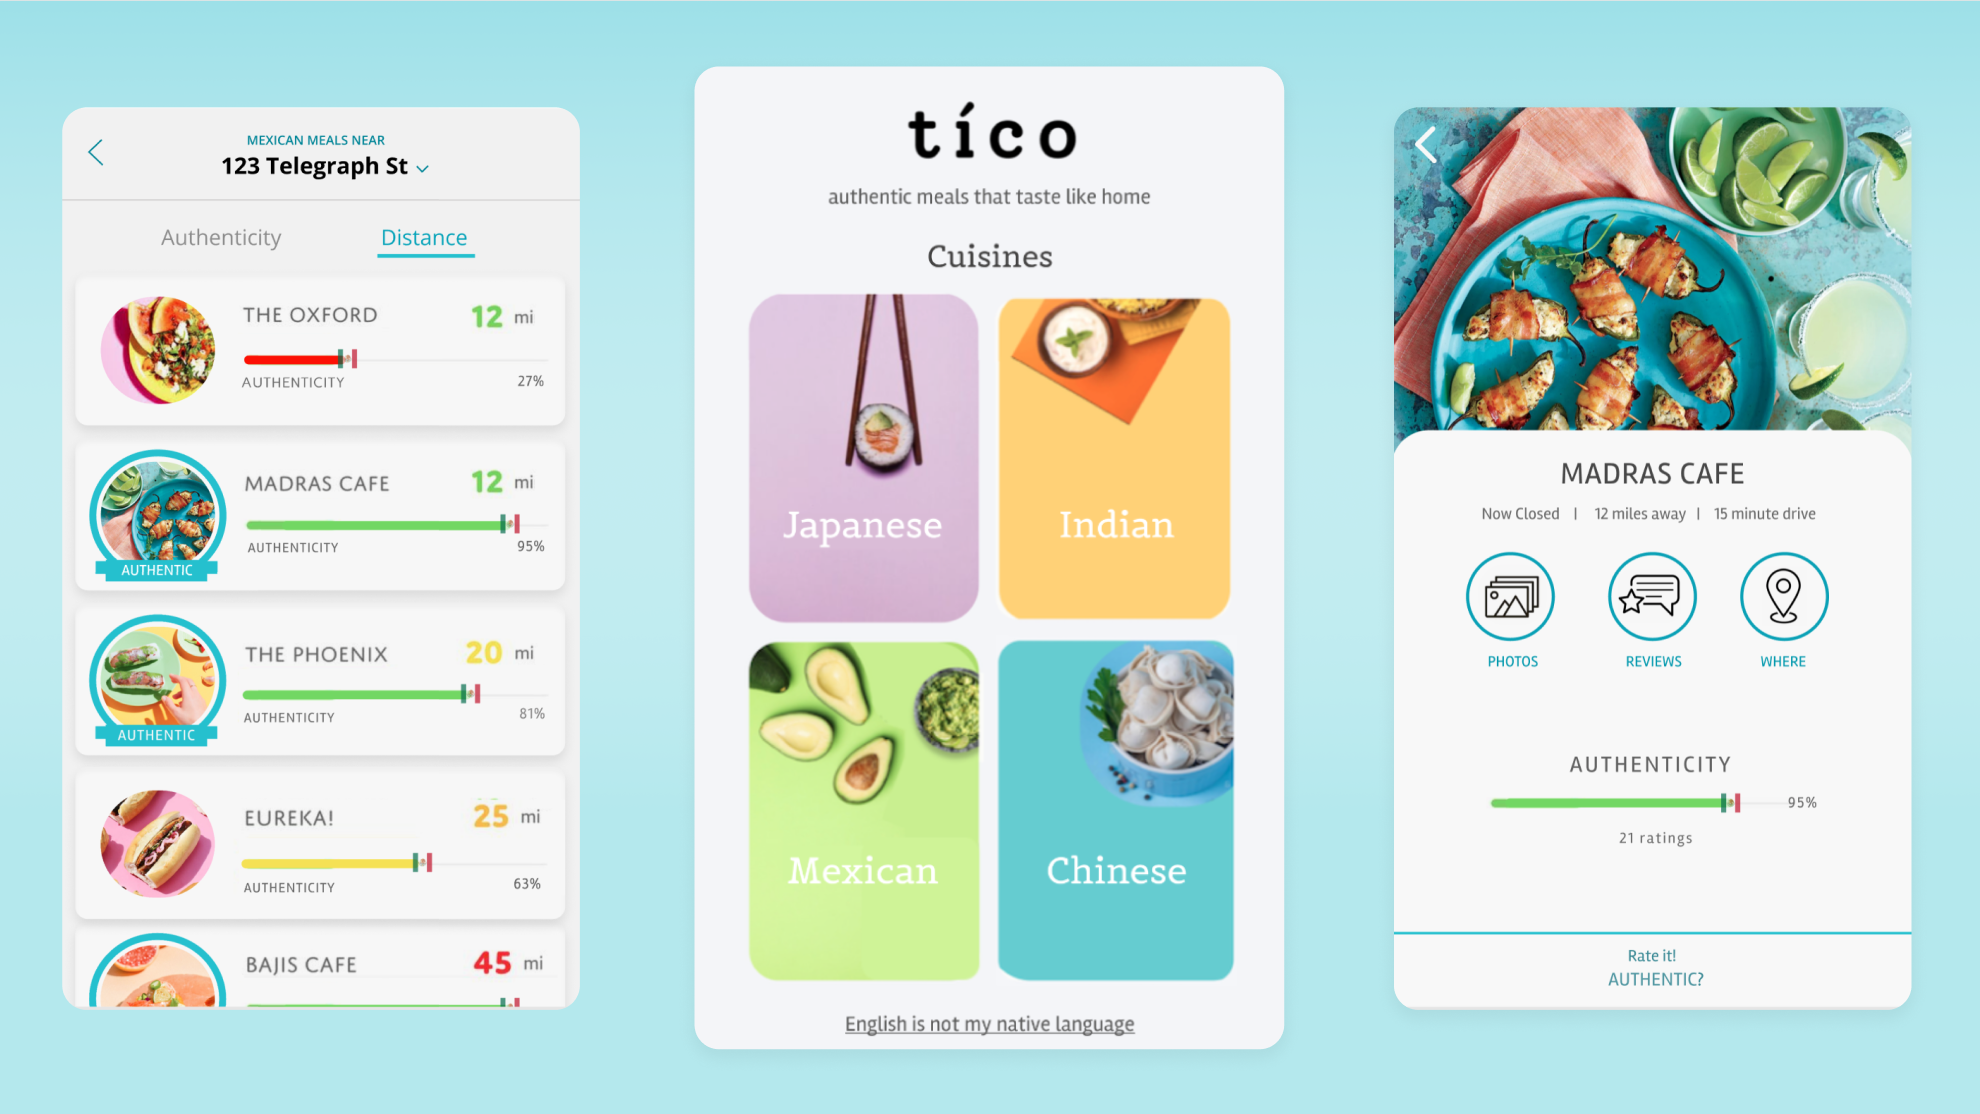 MEXICAN MEALS NEAR
123 Telegraph St
Authenticity Distance
THE OXFORD 12 mi
AUTHENTICITY 27%
MADRAS CAFE 12 mi
AUTHENTICITY 95%
AUTHENTIC
THE PHOENIX 20 mi
AUTHENTICITY 81%
AUTHENTIC
EUREKA! 25 mi
AUTHENTICITY 63%
BAJIS CAFE 45 mi
tíco
authentic meals that taste like home
Cuisines
Japanese Indian
Mexican Chinese
English is not my native language
MADRAS CAFE
Now Closed | 12 miles away | 15 minute drive
PHOTOS REVIEWS WHERE
AUTHENTICITY
95%
21 ratings
Rate it!
AUTHENTIC?